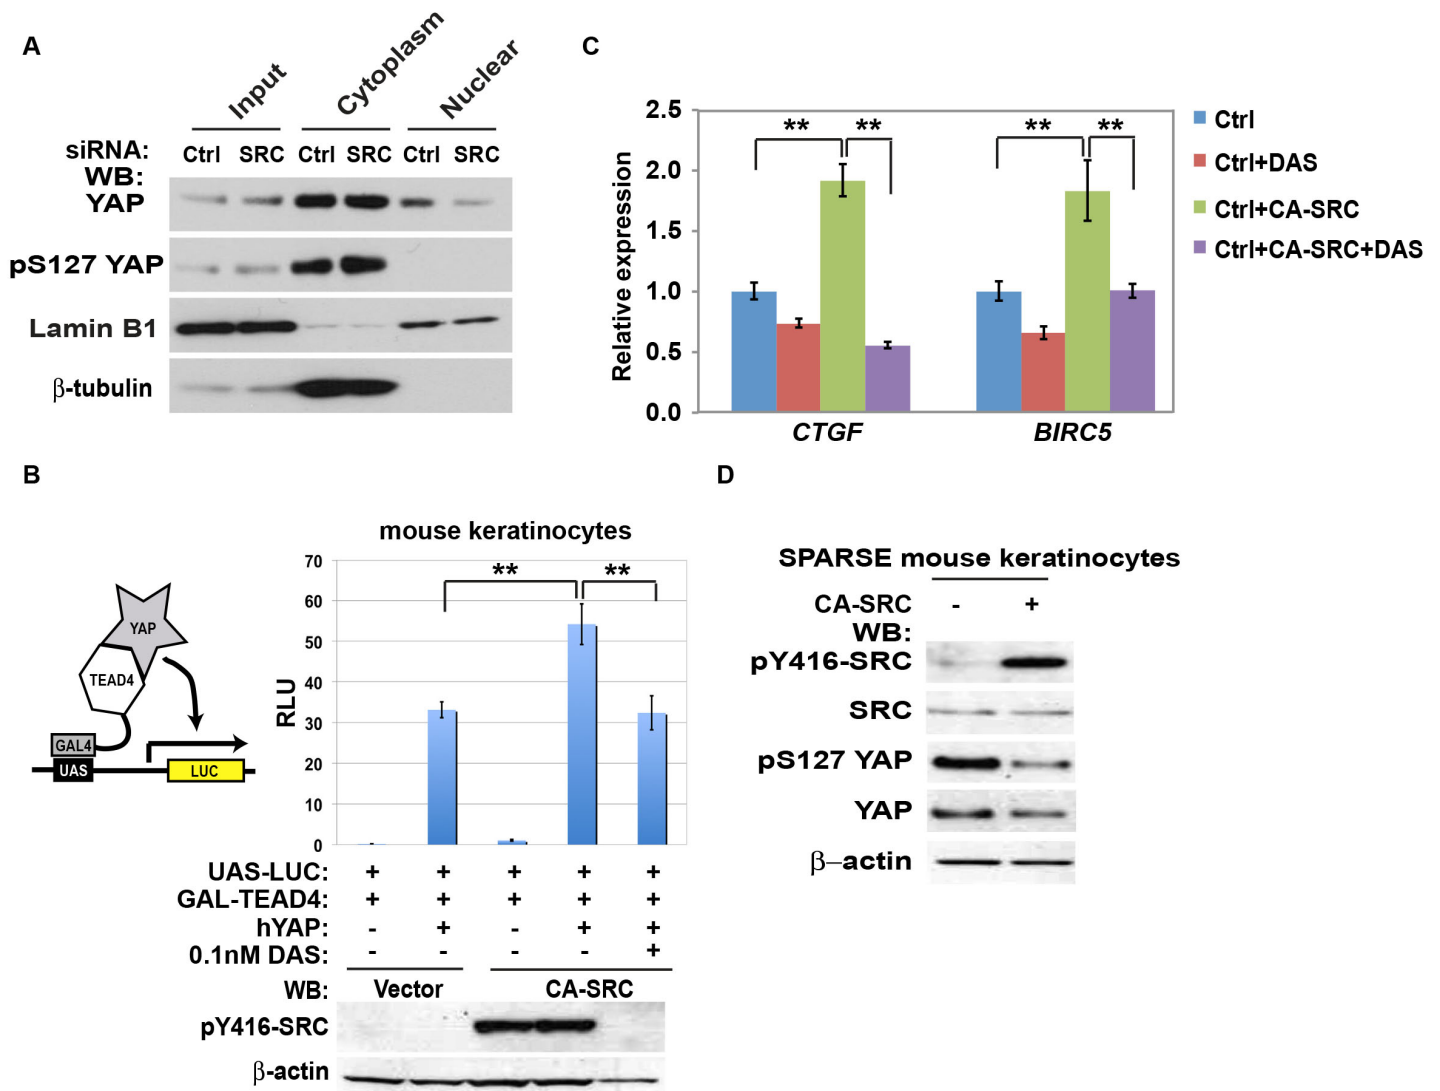 A
Input
Cytoplasm
Nuclear
siRNA: Ctrl SRC Ctrl SRC Ctrl SRC
WB:
YAP
pS127 YAP
Lamin B1
β-tubulin
C
Relative expression
2.5
2.0
1.5
1.0
0.5
0.0
** ** ** **
CTGF BIRC5
Ctrl
Ctrl+DAS
Ctrl+CA-SRC
Ctrl+CA-SRC+DAS
B
YAP
TEAD4
GAL4
UAS
LUC
mouse keratinocytes
RLU
70
60
50
40
30
20
10
0
** **
UAS-LUC: + + + + +
GAL-TEAD4: + + + + +
hYAP: - + - + +
0.1nM DAS: - - - - +
WB: Vector CA-SRC
pY416-SRC
β-actin
D
SPARSE mouse keratinocytes
CA-SRC - +
WB:
pY416-SRC
SRC
pS127 YAP
YAP
β–actin